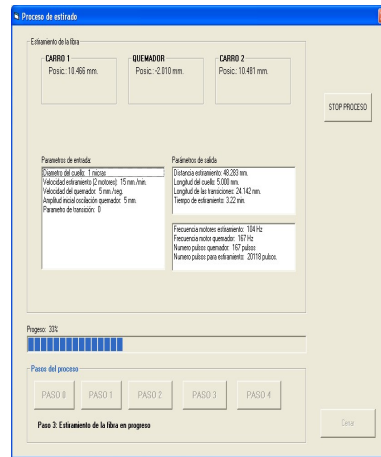 Proceso de estirado
Estiramiento de la fibra
CARRO 1
Posic.: 10.466 mm.
QUEMADOR
Posic.: -2.010 mm.
CARRO 2
Posic.: 10.481 mm.
STOP PROCESO
Parametros de entrada:
Diametro del cuello: 1 micras
Velocidad estiramiento (2 motores): 15 mm./min.
Velocidad del quemador: 5 mm./seg.
Amplitud inicial oscilación quemador: 5 mm.
Parametro de transición: 0
Parámetros de salida
Distancia estiramiento: 48.283 mm.
Longitud del cuello: 5.000 mm.
Longitud de las transiciones: 24.142 mm.
Tiempo de estiramiento: 3.22 min.
Frecuencia motores estiramiento: 104 Hz
Frecuencia motor quemador: 167 Hz
Numero pulsos quemador: 167 pulsos
Numero pulsos para estiramiento: 20118 pulsos.
Progreso: 33%
Pasos del proceso
PASO 0
PASO 1
PASO 2
PASO 3
PASO 4
Paso 3: Estiramiento de la fibra en progreso
Cerrar